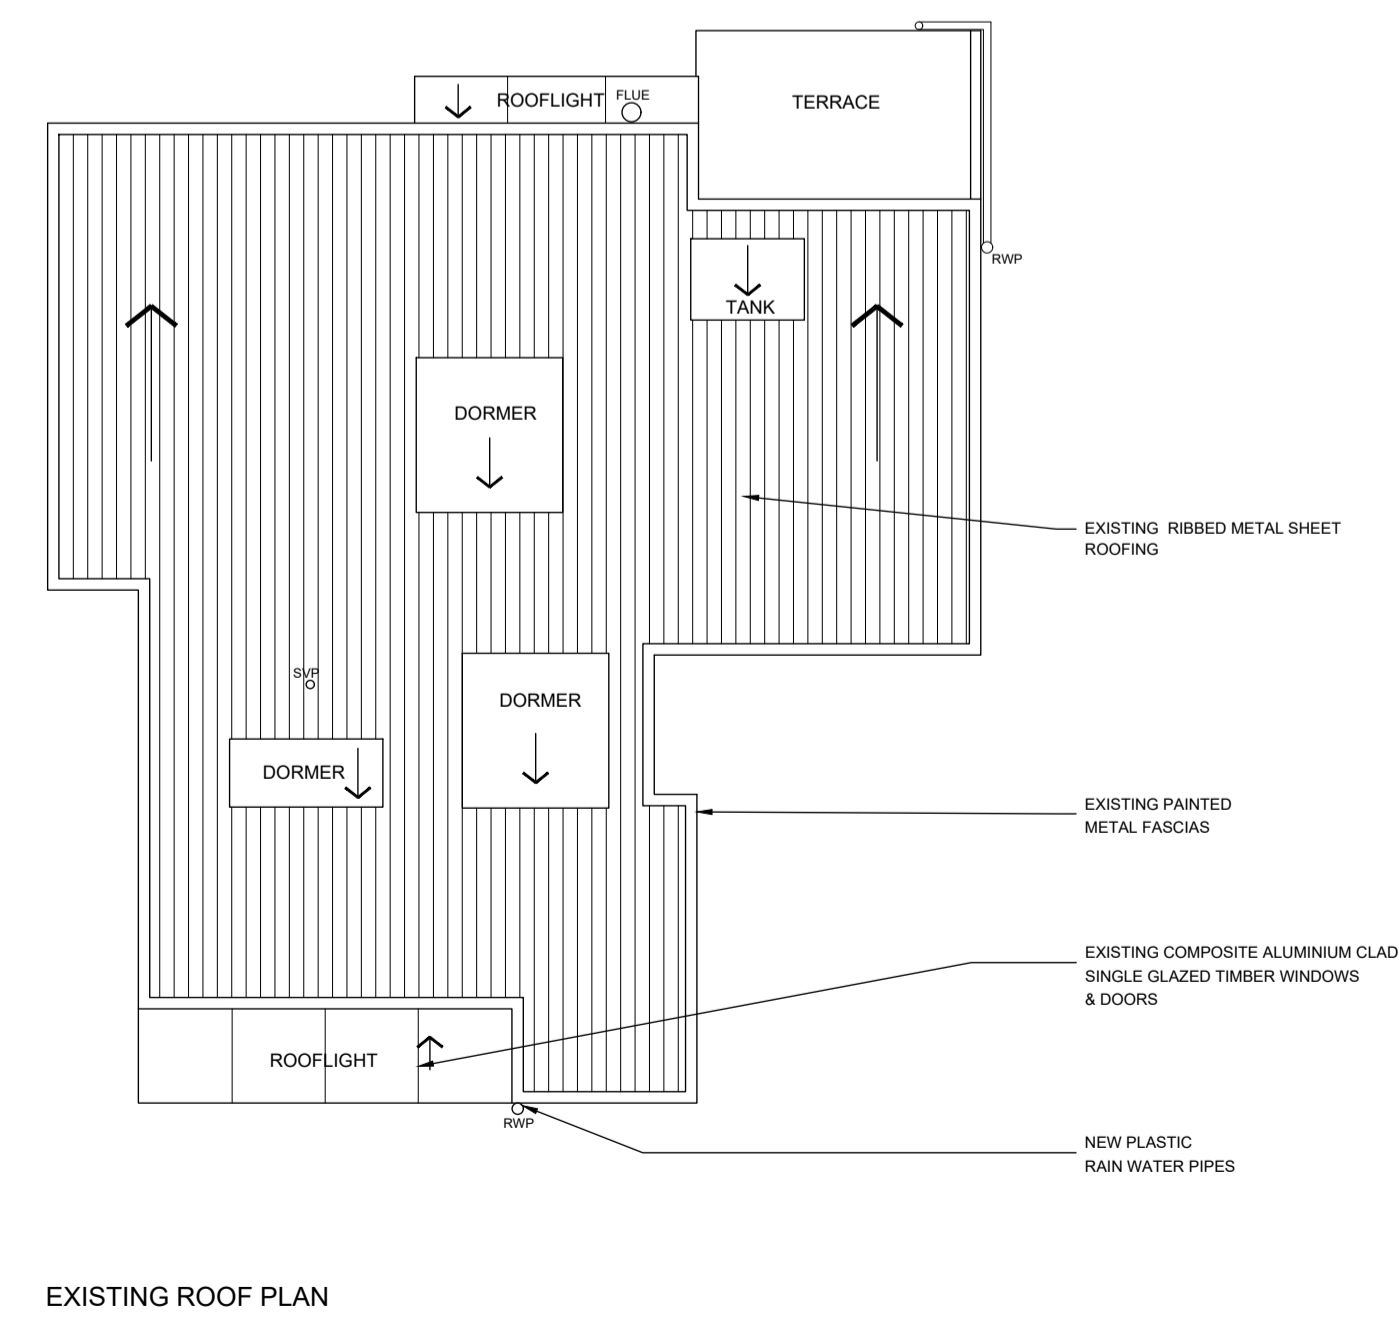 TERRACE
ROOFLIGHT
FLUE
RWP
TANK
DORMER
EXISTING RIBBED METAL SHEET
ROOFING
SVP
DORMER
DORMER
EXISTING PAINTED
METAL FASCIAS
EXISTING COMPOSITE ALUMINIUM CLAD
SINGLE GLAZED TIMBER WINDOWS
& DOORS
ROOFLIGHT
RWP
NEW PLASTIC
RAIN WATER PIPES
EXISTING ROOF PLAN